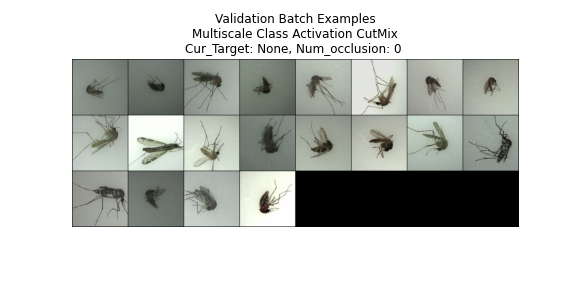 Validation Batch Examples
Multiscale Class Activation CutMix
Cur_Target: None, Num_occlusion: 0